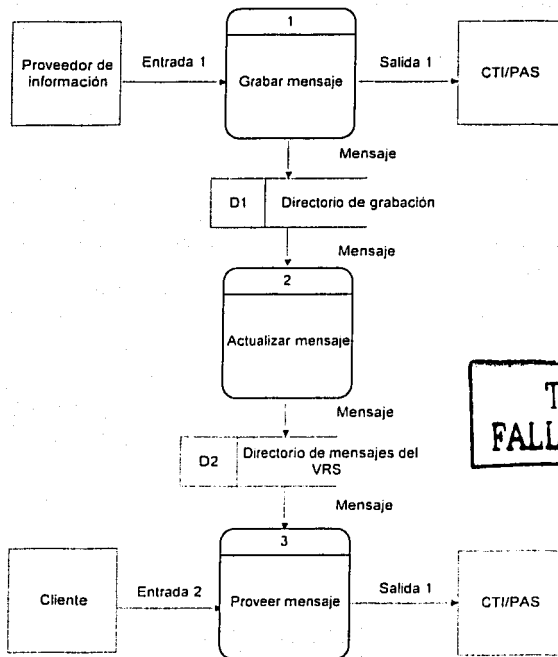 1
Proveedor de
información
Entrada 1
Grabar mensaje
Salida 1
CTI/PAS
Mensaje
D1
Directorio de grabación
Mensaje
2
Actualizar mensaje
Mensaje
D2
Directorio de mensajes del
VRS
Mensaje
3
Cliente
Entrada 2
Proveer mensaje
Salida 1
CTI/PAS
T
FALL